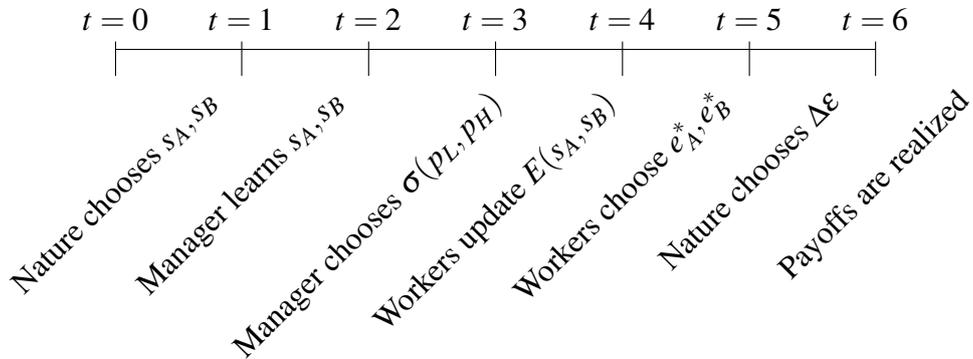 t = 0 t = 1 t = 2 t = 3 t = 4 t = 5 t = 6
Nature chooses s_A, s_B
Manager learns s_A, s_B
Manager chooses σ(p_L, p_H)
Workers update E(s_A, s_B)
Workers choose e*_A, e*_B
Nature chooses Δε
Payoffs are realized